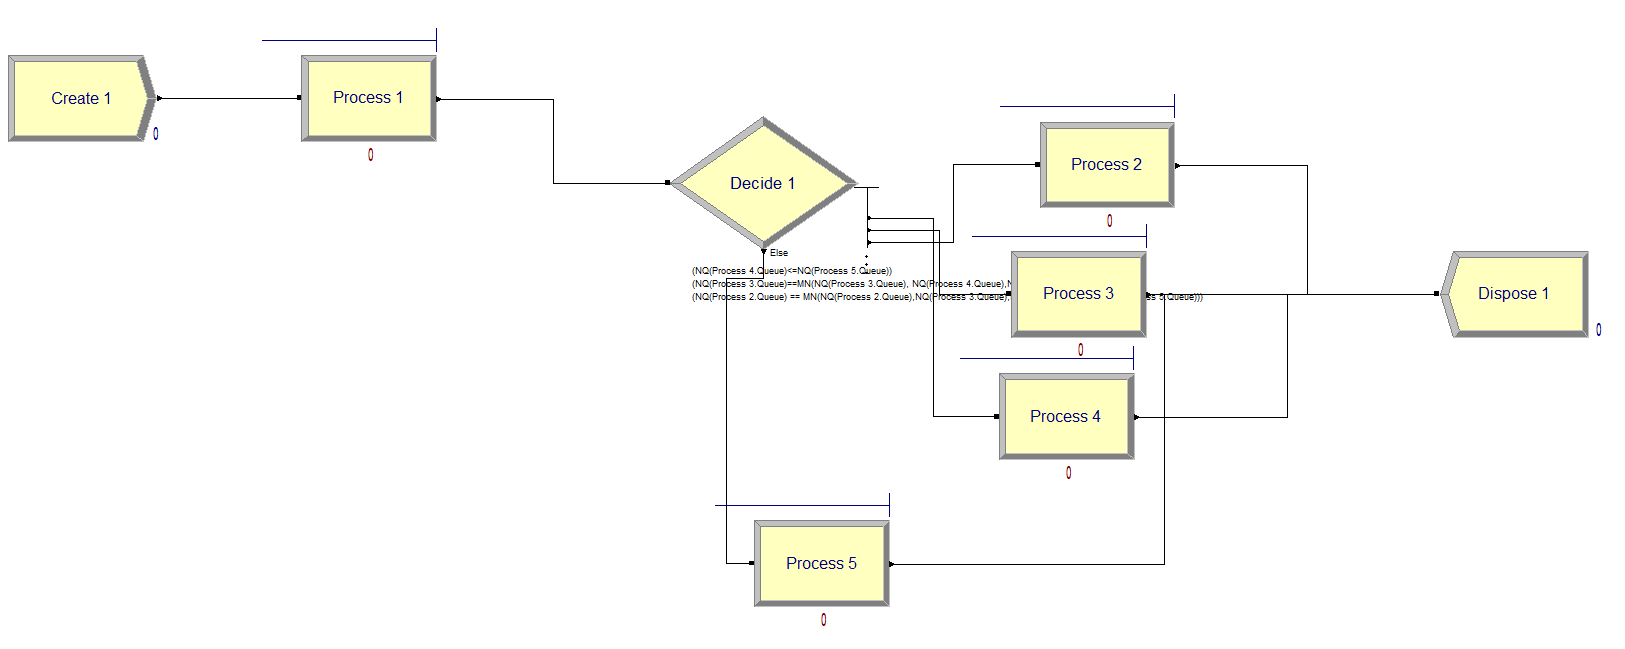 Create 1
0
Process 1
0
Decide 1
Else
(NQ(Process 4.Queue)<=NQ(Process 5.Queue))
(NQ(Process 3.Queue)==MN(NQ(Process 3.Queue), NQ(Process 4.Queue),
(NQ(Process 2.Queue) == MN(NQ(Process 2.Queue),NQ(Process 3.Queue), s 5.Queue)))
Process 2
0
Process 3
0
Process 4
0
Process 5
0
Dispose 1
0